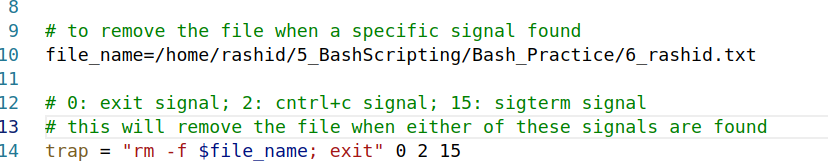 8
9 # to remove the file when a specific signal found
10 file_name=/home/rashid/5_BashScripting/Bash_Practice/6_rashid.txt
11
12 # 0: exit signal; 2: cntrl+c signal; 15: sigterm signal
13 # this will remove the file when either of these signals are found
14 trap = "rm -f $file_name; exit" 0 2 15